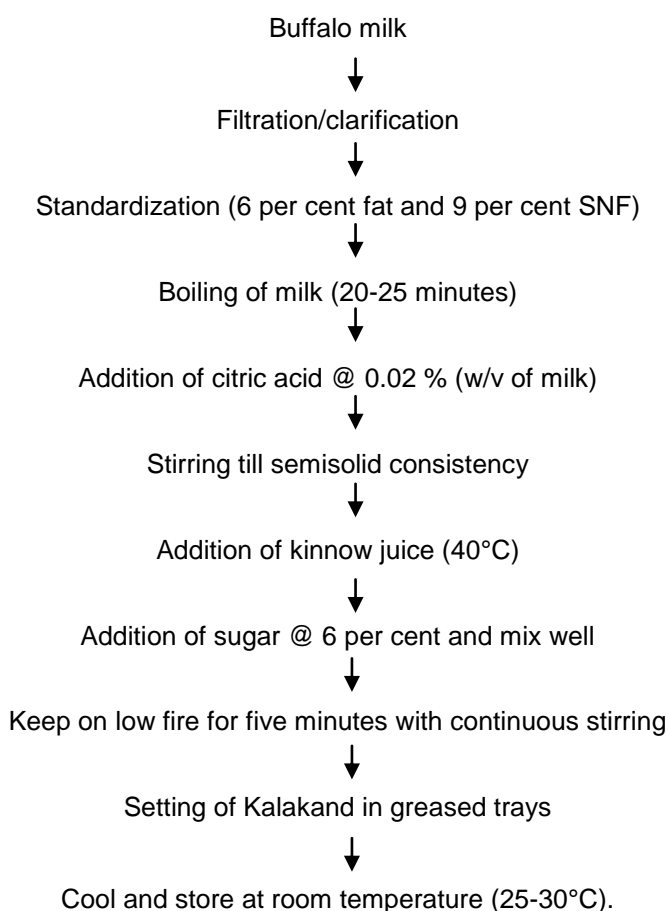 Buffalo milk
Filtration/clarification
Standardization (6 per cent fat and 9 per cent SNF)
Boiling of milk (20-25 minutes)
Addition of citric acid @ 0.02 % (w/v of milk)
Stirring till semisolid consistency
Addition of kinnow juice (40°C)
Addition of sugar @ 6 per cent and mix well
Keep on low fire for five minutes with continuous stirring
Setting of Kalakand in greased trays
Cool and store at room temperature (25-30°C).